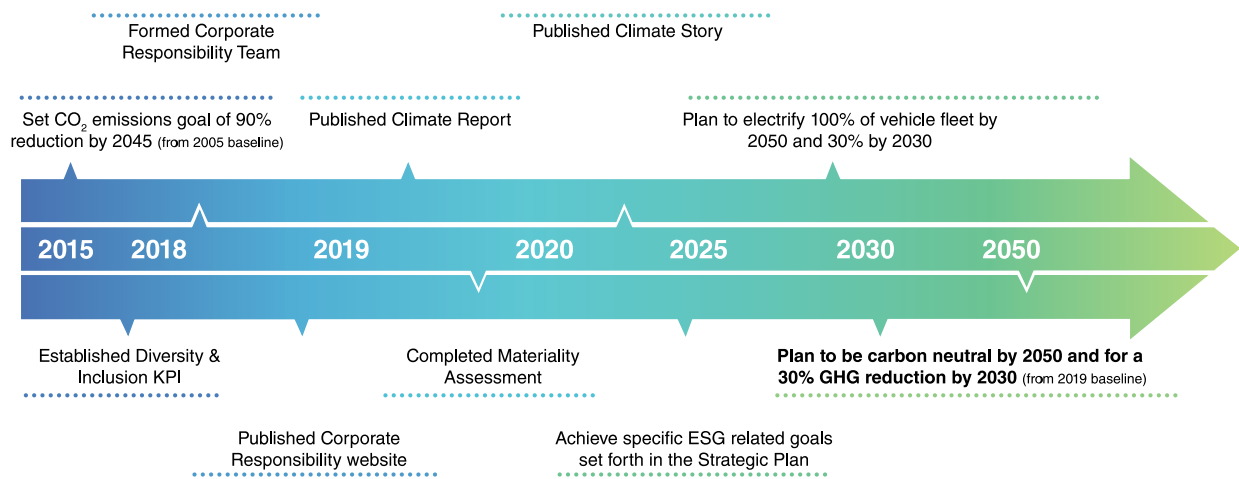 Formed Corporate
Responsibility Team
Published Climate Story
Set CO₂ emissions goal of 90%
reduction by 2045 (from 2005 baseline)
Published Climate Report
Plan to electrify 100% of vehicle fleet by
2050 and 30% by 2030
2015 2018 2019 2020 2025 2030 2050
Established Diversity &
Inclusion KPI
Completed Materiality
Assessment
Plan to be carbon neutral by 2050 and for a
30% GHG reduction by 2030 (from 2019 baseline)
Published Corporate
Responsibility website
Achieve specific ESG related goals
set forth in the Strategic Plan